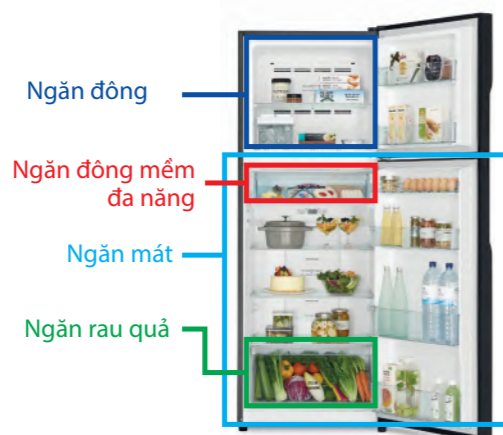 Ngăn đông
Ngăn đông mềm
đa năng
Ngăn mát
Ngăn rau quả